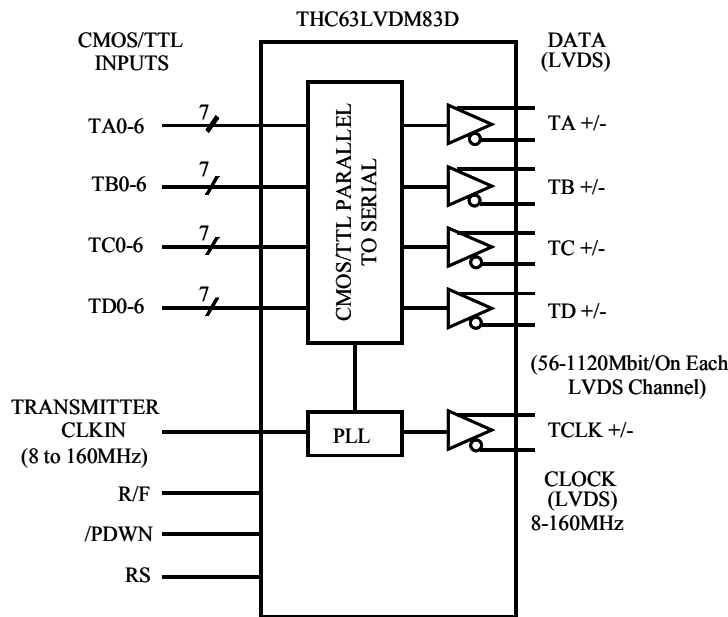 THC63LVDM83D
CMOS/TTL
INPUTS
DATA
(LVDS)
TA0-6
7
TA +/-
TB0-6
7
TB +/-
TC0-6
7
TC +/-
TD0-6
7
TD +/-
CMOS/TTL PARALLEL
TO SERIAL
(56-1120Mbit/On Each
LVDS Channel)
TRANSMITTER
CLKIN
(8 to 160MHz)
PLL
TCLK +/-
CLOCK
(LVDS)
8-160MHz
R/F
/PDWN
RS